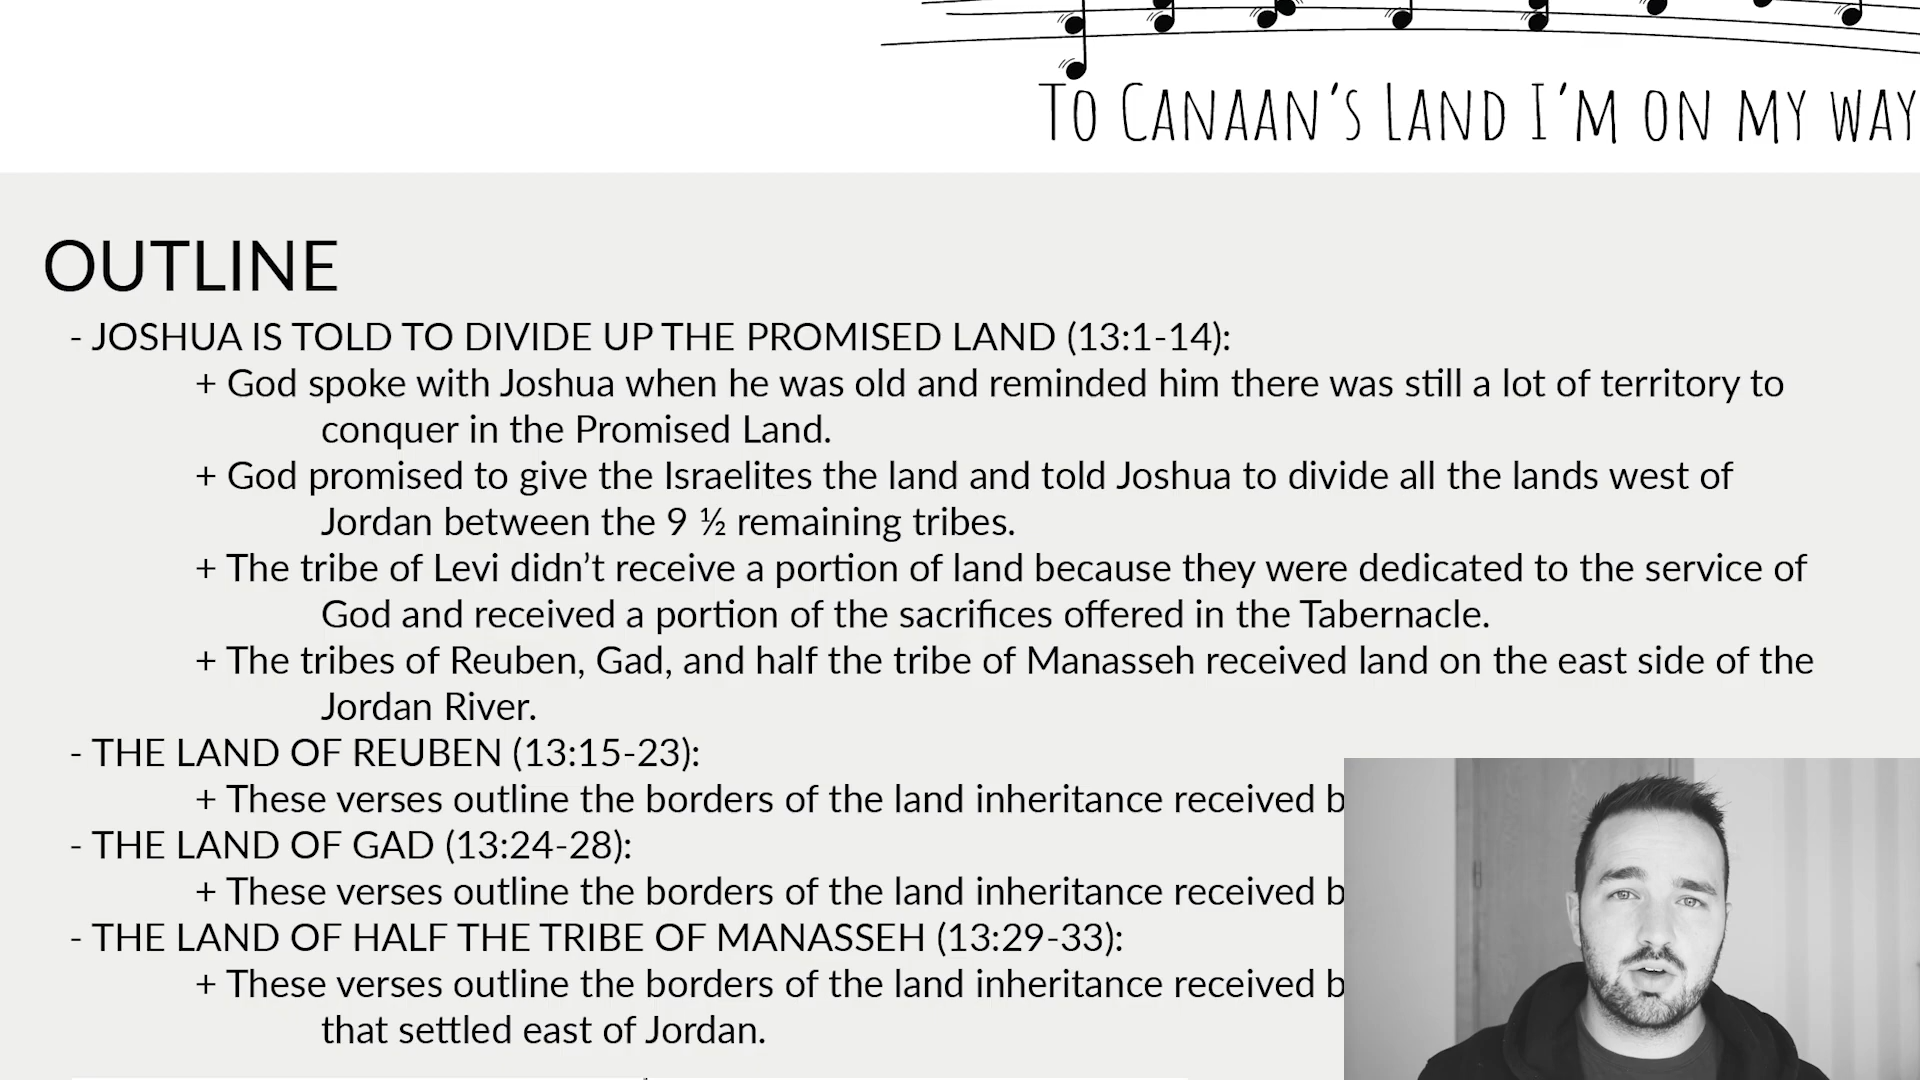 To Canaan's Land I'm on my way
OUTLINE
- JOSHUA IS TOLD TO DIVIDE UP THE PROMISED LAND (13:1-14):
+ God spoke with Joshua when he was old and reminded him there was still a lot of territory to
conquer in the Promised Land.
+ God promised to give the Israelites the land and told Joshua to divide all the lands west of
Jordan between the 9 ½ remaining tribes.
+ The tribe of Levi didn’t receive a portion of land because they were dedicated to the service of
God and received a portion of the sacrifices offered in the Tabernacle.
+ The tribes of Reuben, Gad, and half the tribe of Manasseh received land on the east side of the
Jordan River.
- THE LAND OF REUBEN (13:15-23):
+ These verses outline the borders of the land inheritance received
- THE LAND OF GAD (13:24-28):
+ These verses outline the borders of the land inheritance received
- THE LAND OF HALF THE TRIBE OF MANASSEH (13:29-33):
+ These verses outline the borders of the land inheritance received
that settled east of Jordan.